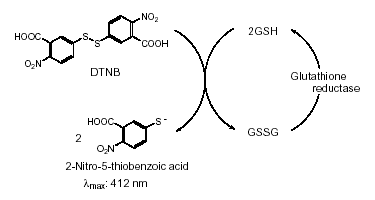 NO₂
HOOC
S
S
COOH
O₂N
DTNB
2GSH
Glutathione
reductase
HOOC
S⁻
2
O₂N
GSSG
2-Nitro-5-thiobenzoic acid
λmax: 412 nm